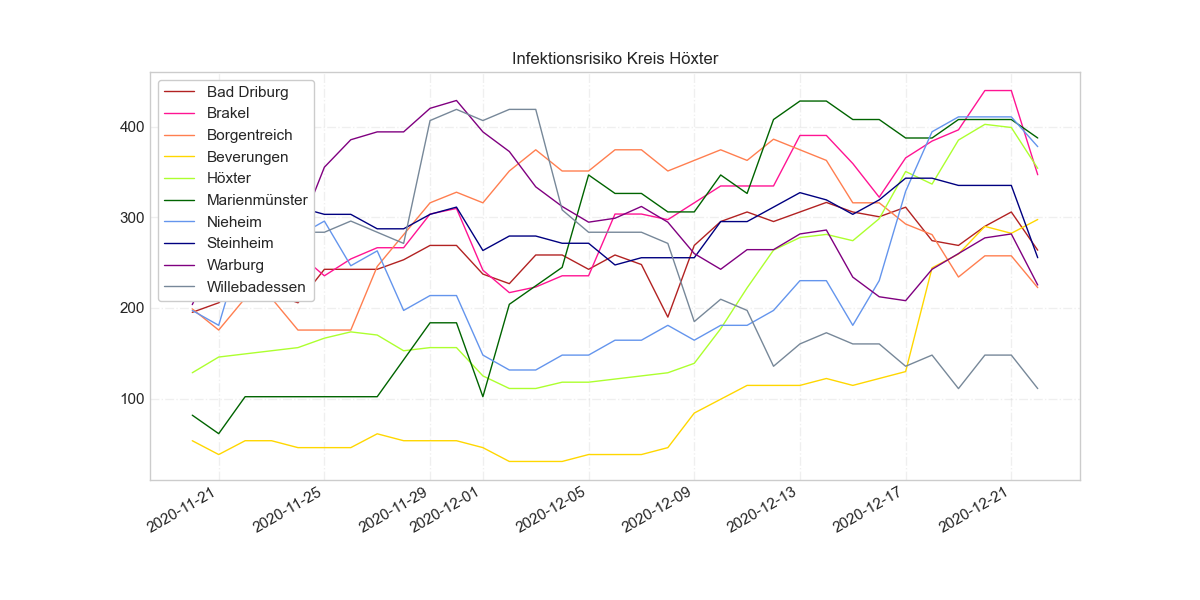 Infektionsrisiko Kreis Höxter
Bad Driburg
Brakel
Borgentreich
Beverungen
Höxter
Marienmünster
Nieheim
Steinheim
Warburg
Willebadessen
400
300
200
100
2020-11-21
2020-11-25
2020-11-29
2020-12-01
2020-12-05
2020-12-09
2020-12-13
2020-12-17
2020-12-21